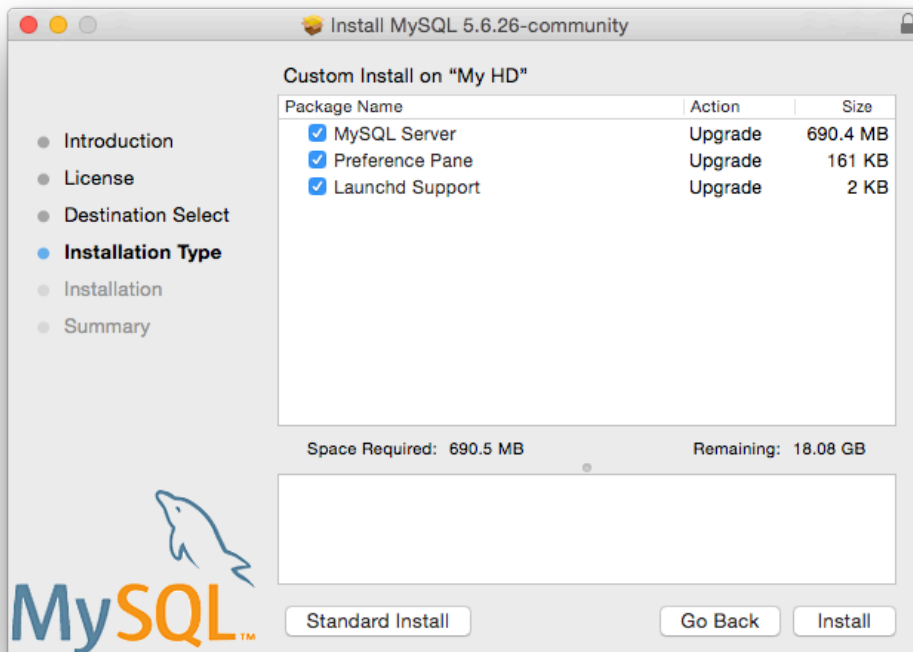 Install MySQL 5.6.26-community
Custom Install on “My HD”
Package Name Action Size
MySQL Server Upgrade 690.4 MB
Preference Pane Upgrade 161 KB
Launchd Support Upgrade 2 KB
Introduction
License
Destination Select
Installation Type
Installation
Summary
Space Required: 690.5 MB Remaining: 18.08 GB
MySQL™
Standard Install Go Back Install